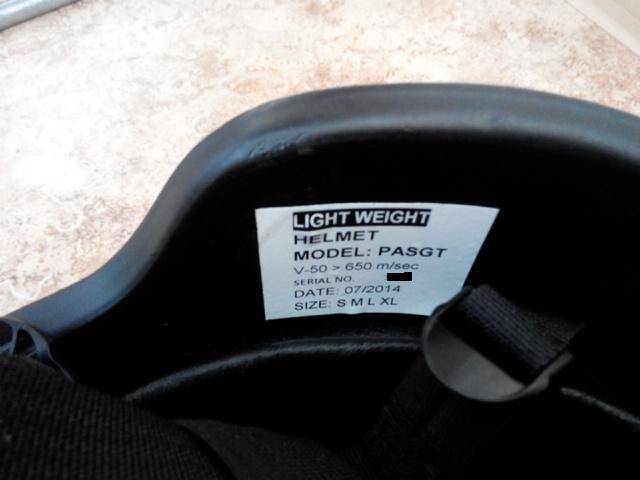 LIGHT WEIGHT
HELMET
MODEL: PASGT
V-50 > 650 m/sec
SERIAL NO.
DATE: 07/2014
SIZE: S M L XL